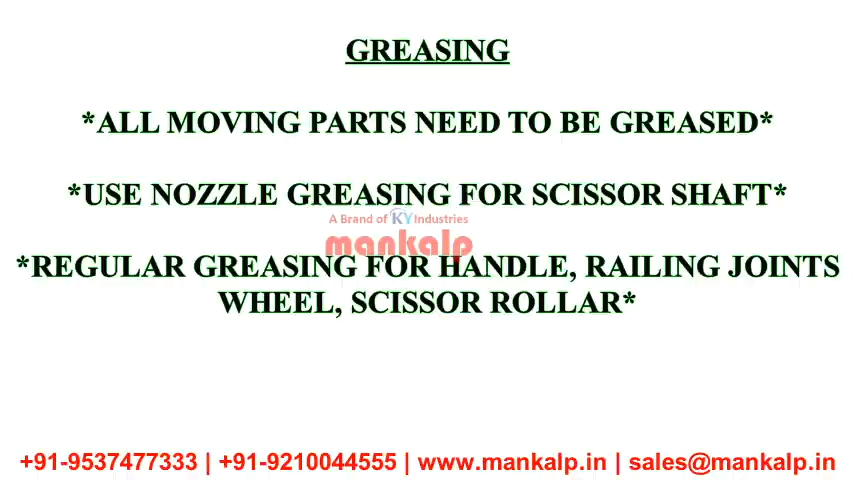 GREASING
*ALL MOVING PARTS NEED TO BE GREASED*
*USE NOZZLE GREASING FOR SCISSOR SHAFT*
A Brand of KY Industries
mankalp
*REGULAR GREASING FOR HANDLE, RAILING JOINTS
WHEEL, SCISSOR ROLLAR*
+91-9537477333 | +91-9210044555 | www.mankalp.in | sales@mankalp.in